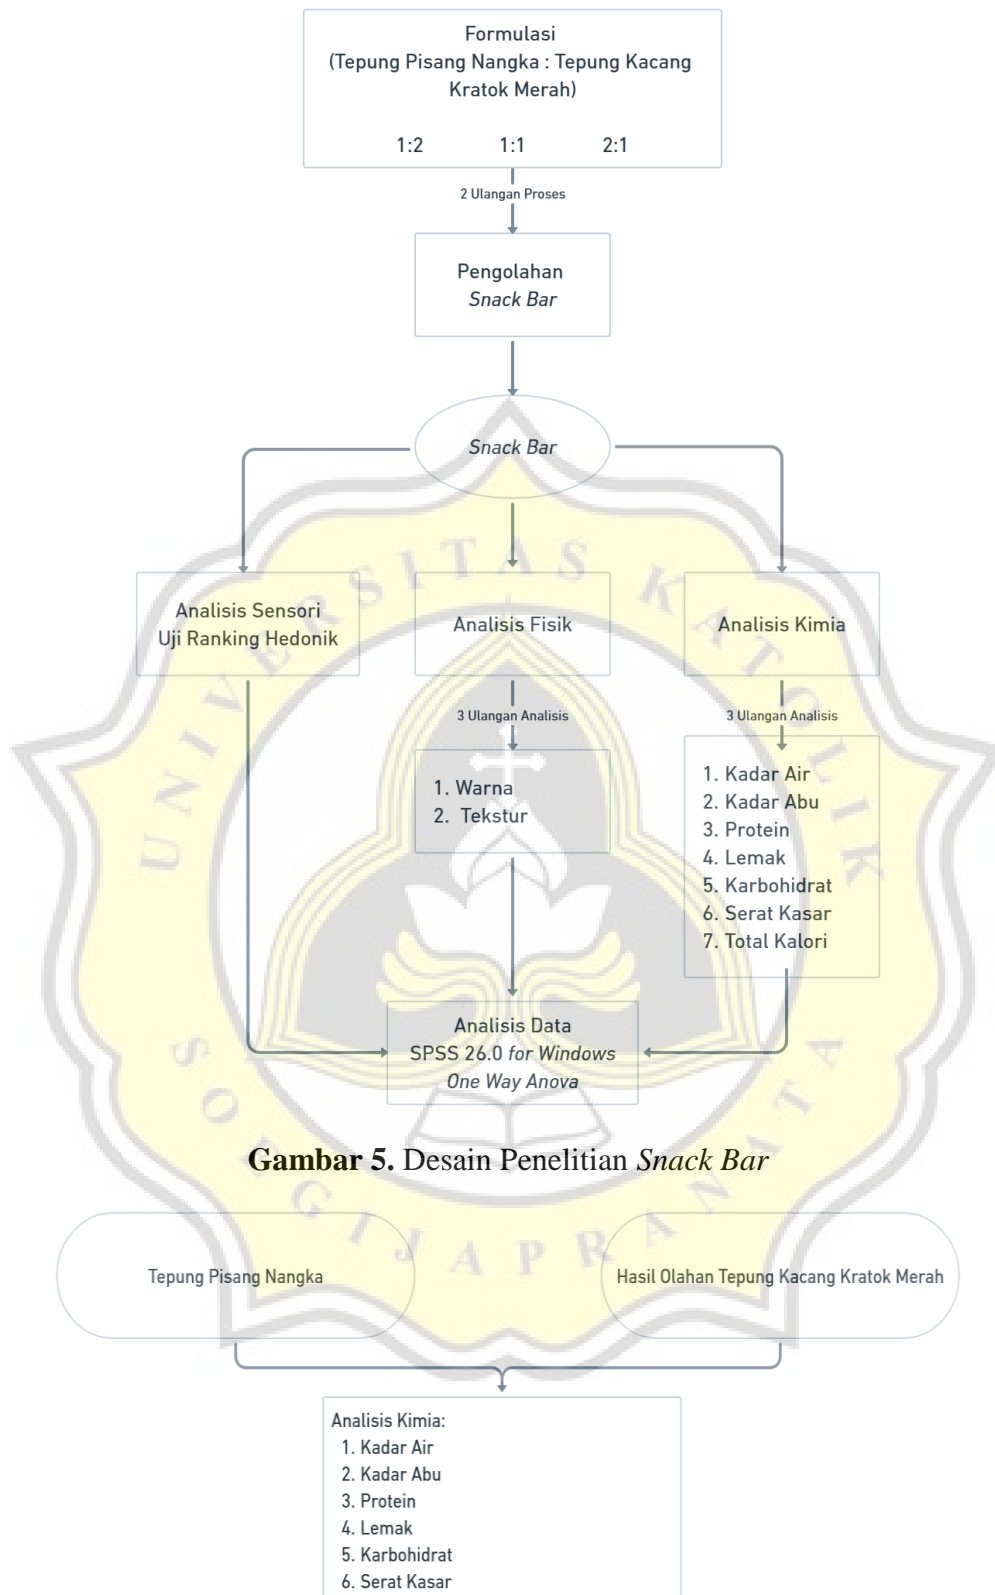 Formulasi
(Tepung Pisang Nangka : Tepung Kacang
Kratok Merah)
1:2 1:1 2:1
2 Ulangan Proses
Pengolahan
Snack Bar
Snack Bar
Analisis Sensori
Uji Ranking Hedonik
Analisis Fisik
Analisis Kimia
3 Ulangan Analisis
3 Ulangan Analisis
1. Warna
2. Tekstur
1. Kadar Air
2. Kadar Abu
3. Protein
4. Lemak
5. Karbohidrat
6. Serat Kasar
7. Total Kalori
Analisis Data
SPSS 26.0 for Windows
One Way Anova
UNIVERSITAS KATOLIK
SOEGIJAPRANATA
Gambar 5. Desain Penelitian Snack Bar
Tepung Pisang Nangka
Hasil Olahan Tepung Kacang Kratok Merah
Analisis Kimia:
1. Kadar Air
2. Kadar Abu
3. Protein
4. Lemak
5. Karbohidrat
6. Serat Kasar